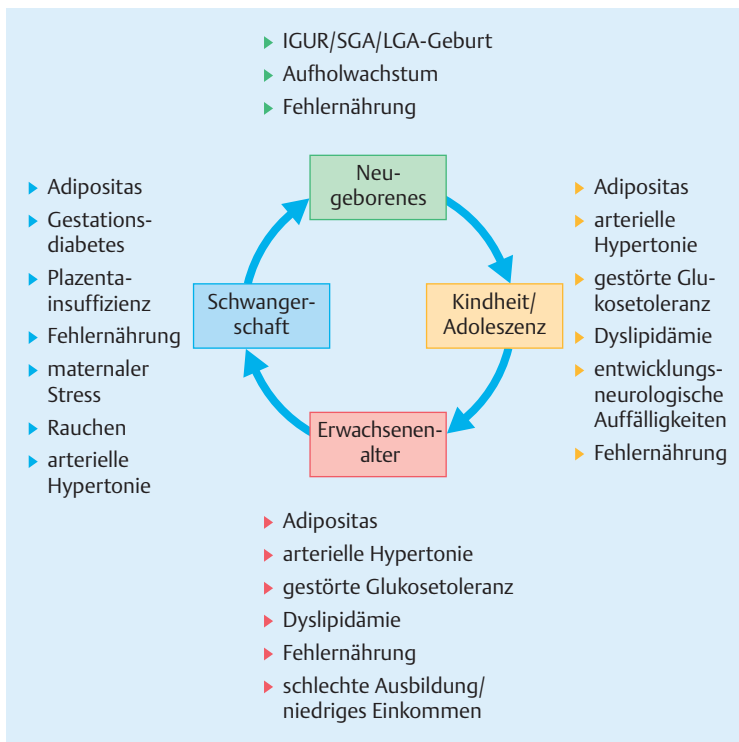 IGUR/SGA/LGA-Geburt
Aufholwachstum
Fehlernährung
Neu-
geborenes
Adipositas
Gestations-
diabetes
Plazenta-
insuffizienz
Fehlernährung
maternaler
Stress
Rauchen
arterielle
Hypertonie
Schwanger-
schaft
Kindheit/
Adoleszenz
Adipositas
arterielle
Hypertonie
gestörte Glu-
kosetoleranz
Dyslipidämie
entwicklungs-
neurologische
Auffälligkeiten
Fehlernährung
Erwachsenen-
alter
Adipositas
arterielle Hypertonie
gestörte Glukosetoleranz
Dyslipidämie
Fehlernährung
schlechte Ausbildung/
niedriges Einkommen